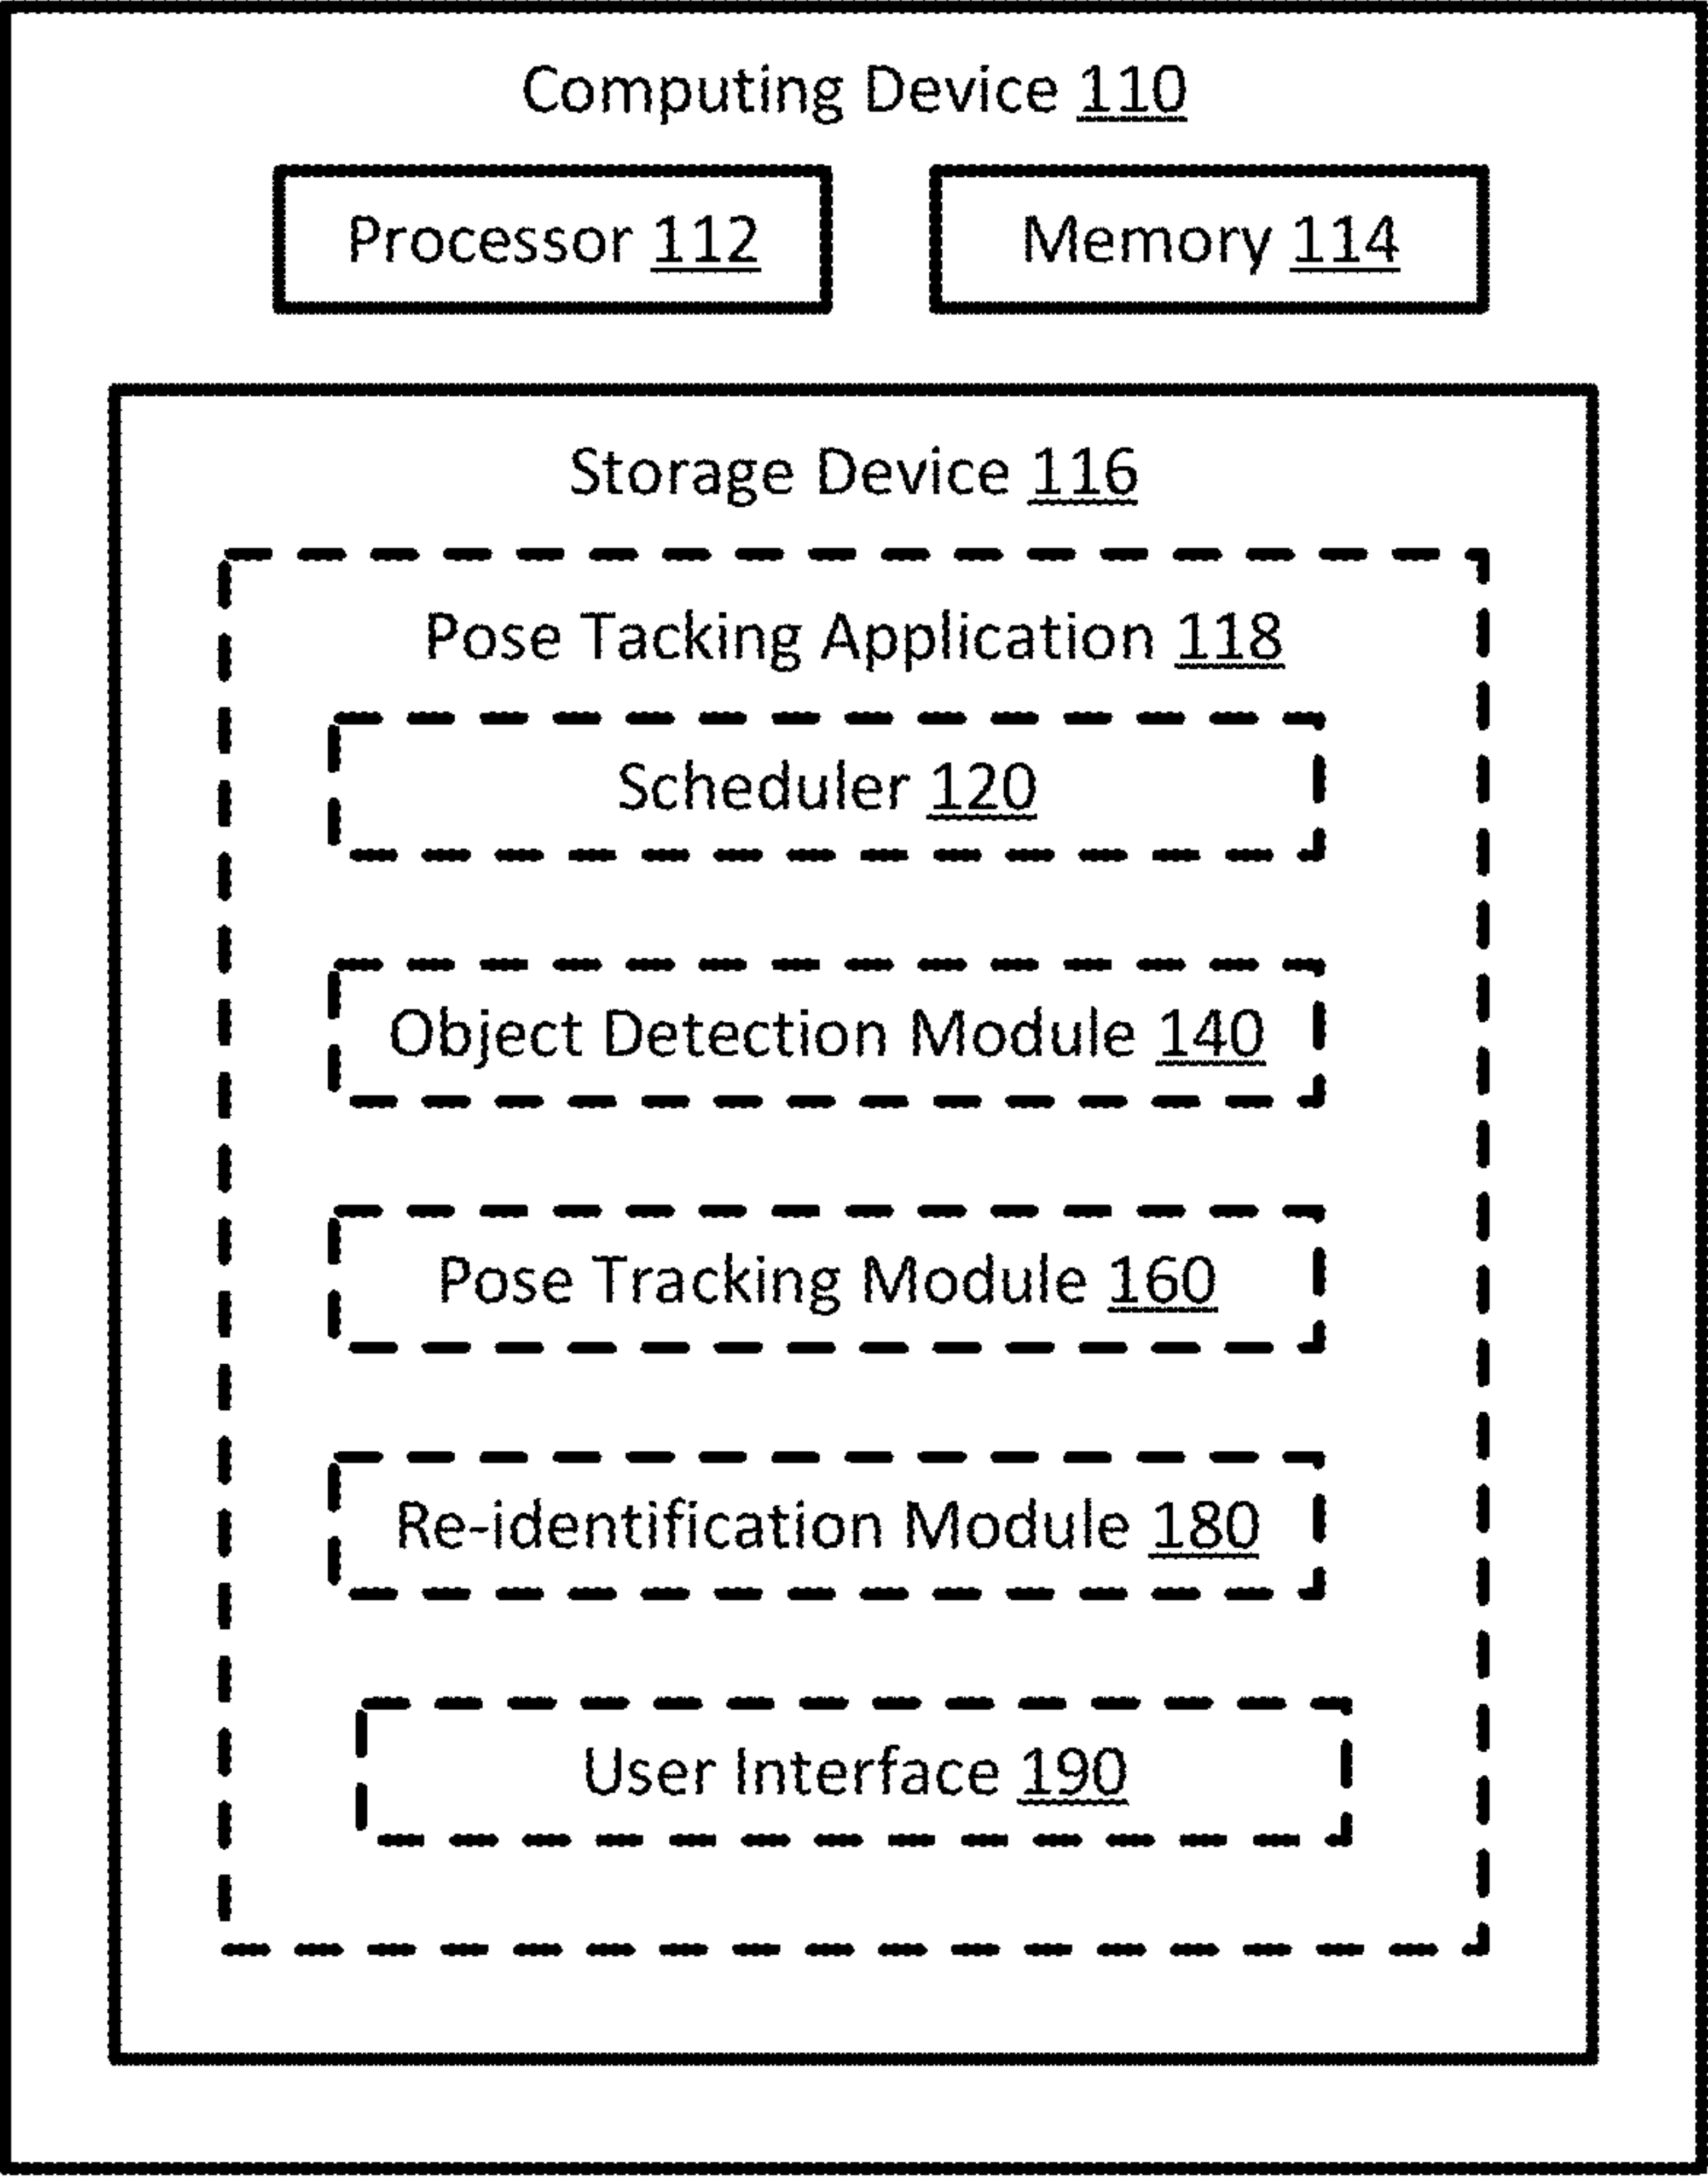 Computing Device 110
Processor 112
Memory 114
Storage Device 116
Pose Tacking Application 118
Scheduler 120
Object Detection Module 140
Pose Tracking Module 160
Re-identification Module 180
User Interface 190